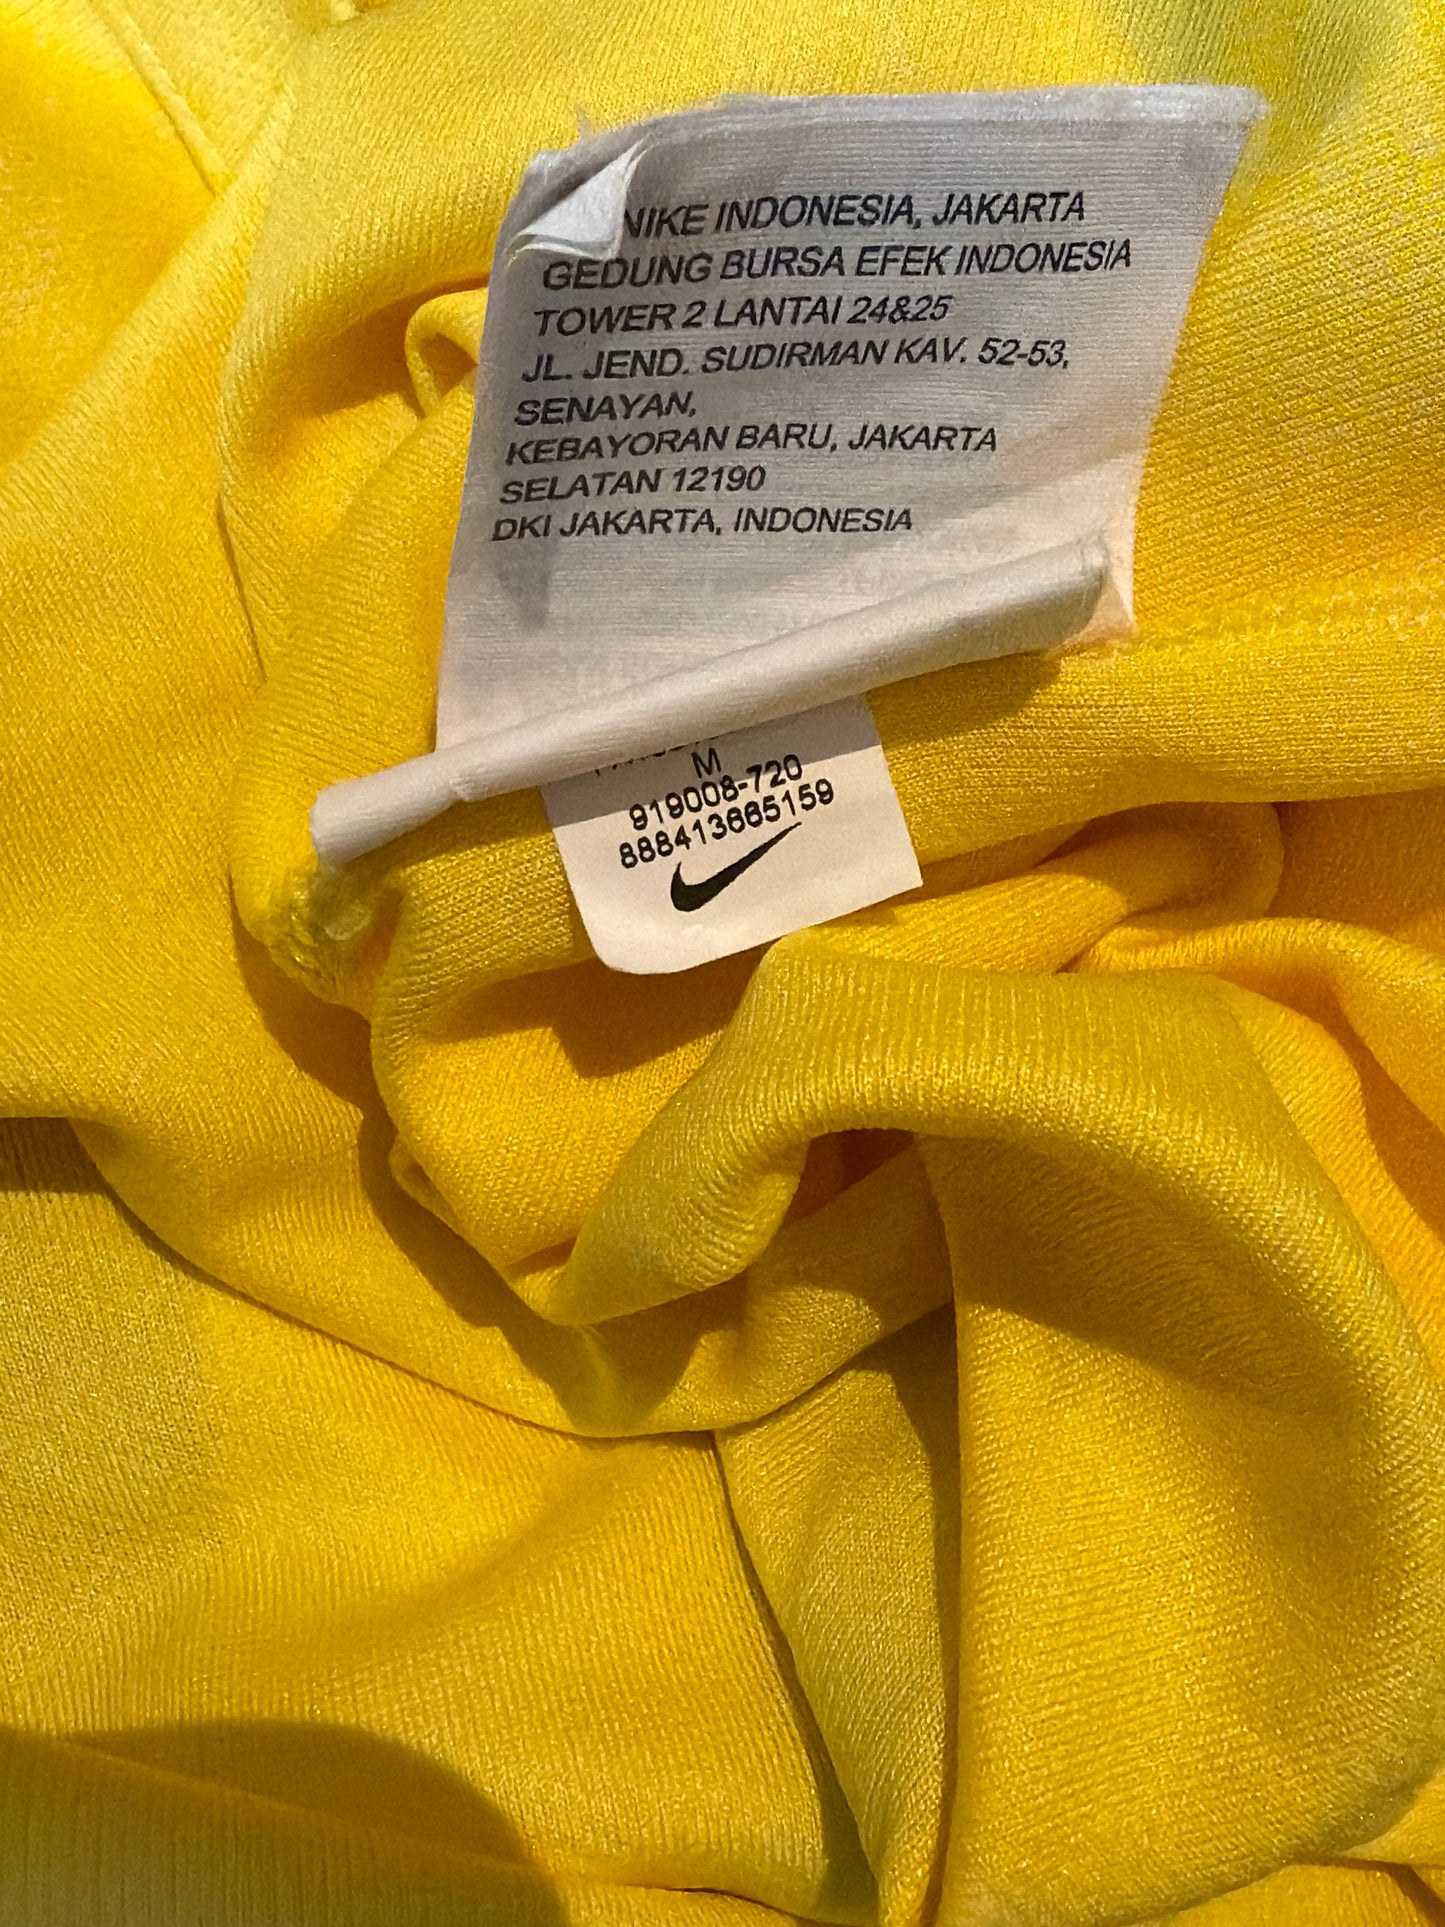 NIKE INDONESIA, JAKARTA
GEDUNG BURSA EFEK INDONESIA
TOWER 2 LANTAI 24&25
JL. JEND. SUDIRMAN KAV. 52-53,
SENAYAN,
KEBAYORAN BARU, JAKARTA
SELATAN 12190
DKI JAKARTA, INDONESIA
M
919008-720
888413665159